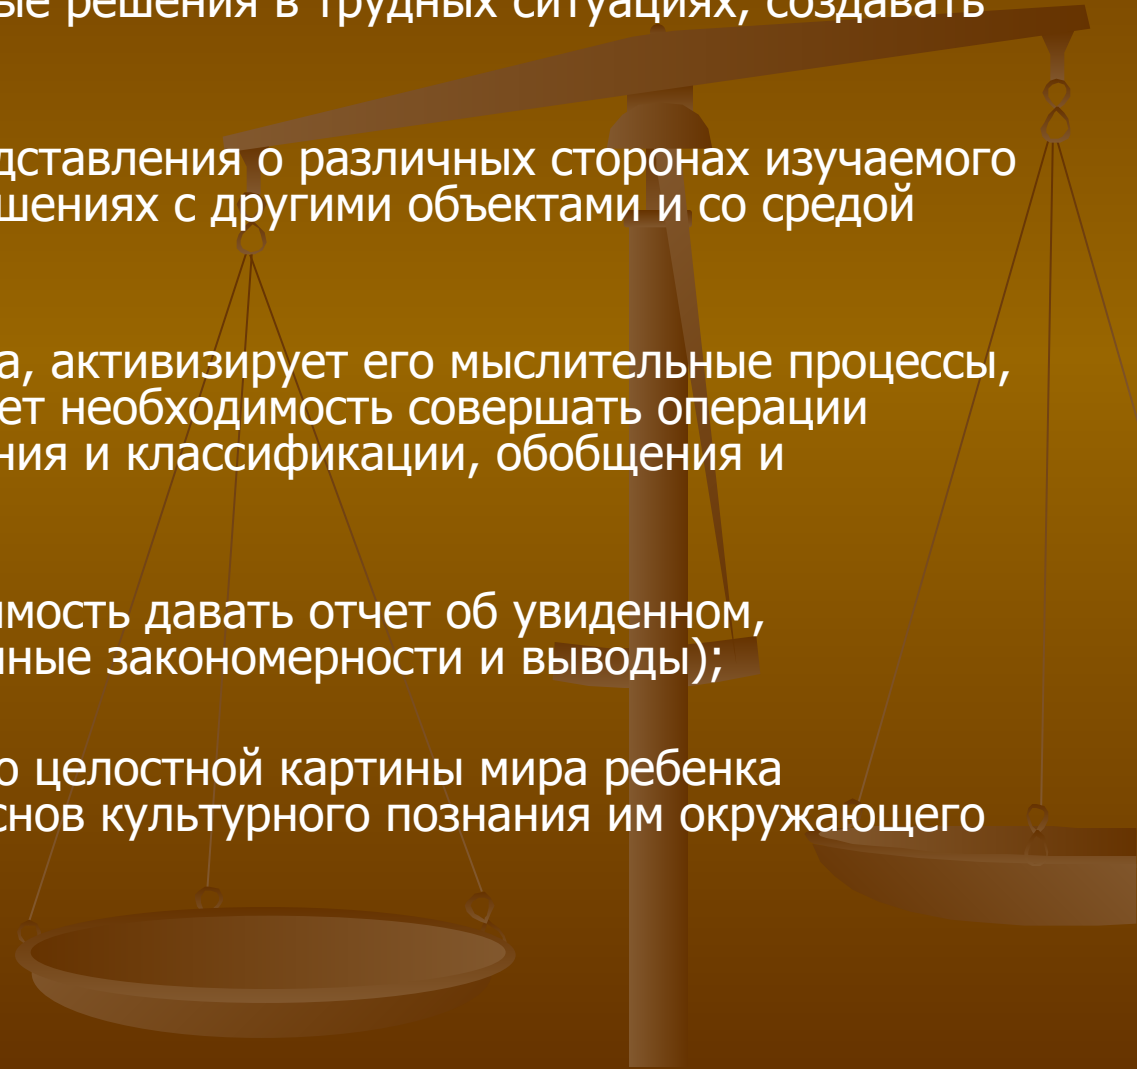 ые решения в трудных ситуациях, создавать
дставления о различных сторонах изучаемого
шениях с другими объектами и со средой
а, активизирует его мыслительные процессы,
ет необходимость совершать операции
ния и классификации, обобщения и
имость давать отчет об увиденном,
нные закономерности и выводы);
о целостной картины мира ребенка
снов культурного познания им окружающего